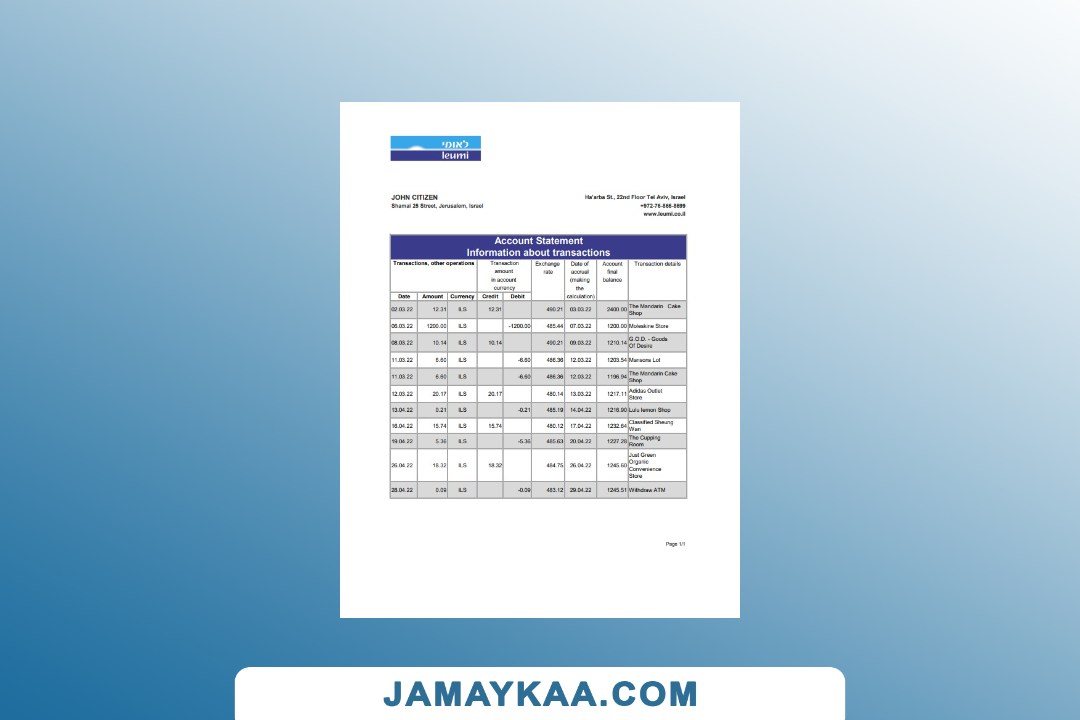 לאומי
leumi
JOHN CITIZEN
Shamai 26 Street, Jerusalem, Israel
Ha'arba St., 22nd Floor Tel Aviv, Israel
www.leumi.co.il
Account Statement
Information about transactions
Transactions, other operations
Transaction amount in account currency
Exchange rate
Date of accrual (making the calculation)
Account final balance
Transaction details
Date Amount Currency Credit Debit
02.03.22 12.31 ILS 12.31 490.21 03.03.22 2400.00 The Mandarin Cake Shop
06.03.22 1200.00 ILS -1200.00 485.44 07.03.22 1200.00 Moleskine Store
08.03.22 10.14 ILS 10.14 490.21 09.03.22 1210.14 G.O.D. - Goods Of Desire
11.03.22 6.60 ILS -6.60 486.36 12.03.22 1203.54 Mansons Lot
11.03.22 6.60 ILS -6.60 486.36 12.03.22 1196.94 The Mandarin Cake Shop
12.03.22 20.17 ILS 20.17 480.14 13.03.22 1217.11 Adidas Outlet Store
13.04.22 0.21 ILS -0.21 485.19 14.04.22 1216.90 Lulu lemon Shop
16.04.22 15.74 ILS 15.74 480.12 17.04.22 1232.64 Classified Sheung Wan
19.04.22 5.36 ILS -5.36 485.63 20.04.22 1227.28 The Cupping Room
26.04.22 18.32 ILS 18.32 484.75 26.04.22 1245.60 Just Green Organic Convenience Store
28.04.22 0.09 ILS -0.09 483.12 29.04.22 1245.51 Withdraw ATM
Page 1/1
JAMAYKAA.COM